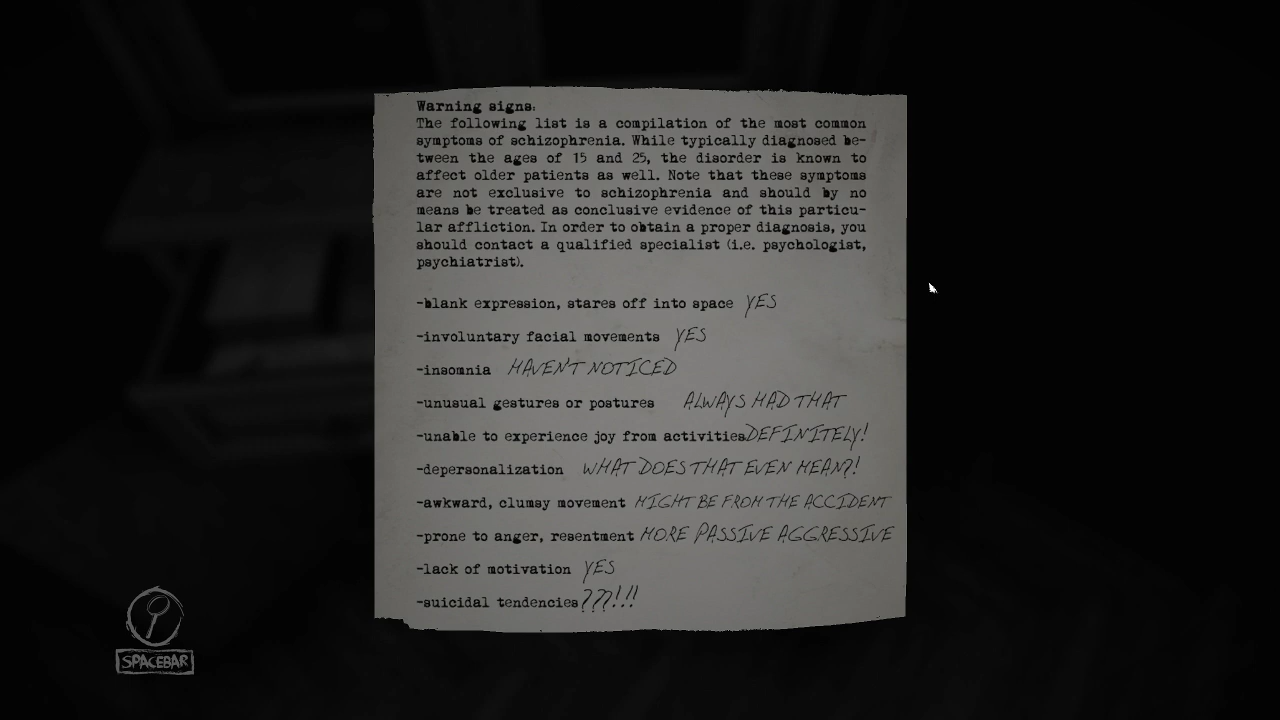 Warning signs:
The following list is a compilation of the most common
symptoms of schizophrenia. While typically diagnosed be-
tween the ages of 15 and 25, the disorder is known to
affect older patients as well. Note that these symptoms
are not exclusive to schizophrenia and should by no
means be treated as conclusive evidence of this particu-
lar affliction. In order to obtain a proper diagnosis, you
should contact a qualified specialist (i.e. psychologist,
psychiatrist).
-blank expression, stares off into space YES
-involuntary facial movements YES
-insomnia HAVEN'T NOTICED
-unusual gestures or postures ALWAYS HAD THAT
-unable to experience joy from activities DEFINITELY!
-depersonalization WHAT DOES THAT EVEN MEAN?!
-awkward, clumsy movement MIGHT BE FROM THE ACCIDENT
-prone to anger, resentment MORE PASSIVE AGGRESSIVE
-lack of motivation YES
-suicidal tendencies ???!!!
SPACEBAR